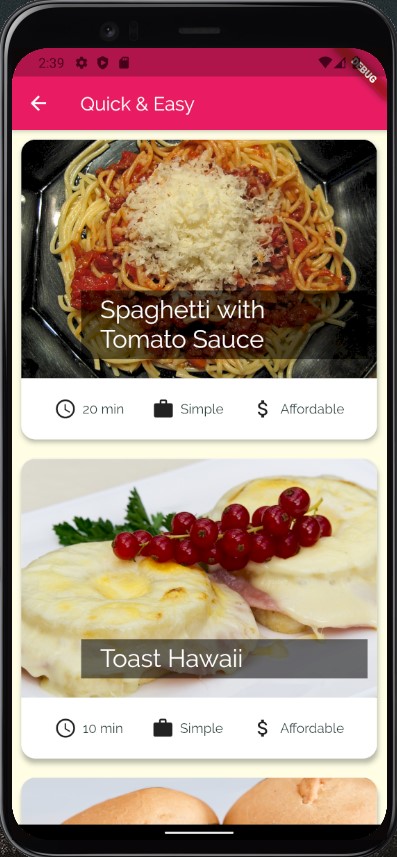 2:39
DEBUG
Quick & Easy
Spaghetti with
Tomato Sauce
20 min Simple $ Affordable
Toast Hawaii
10 min Simple $ Affordable